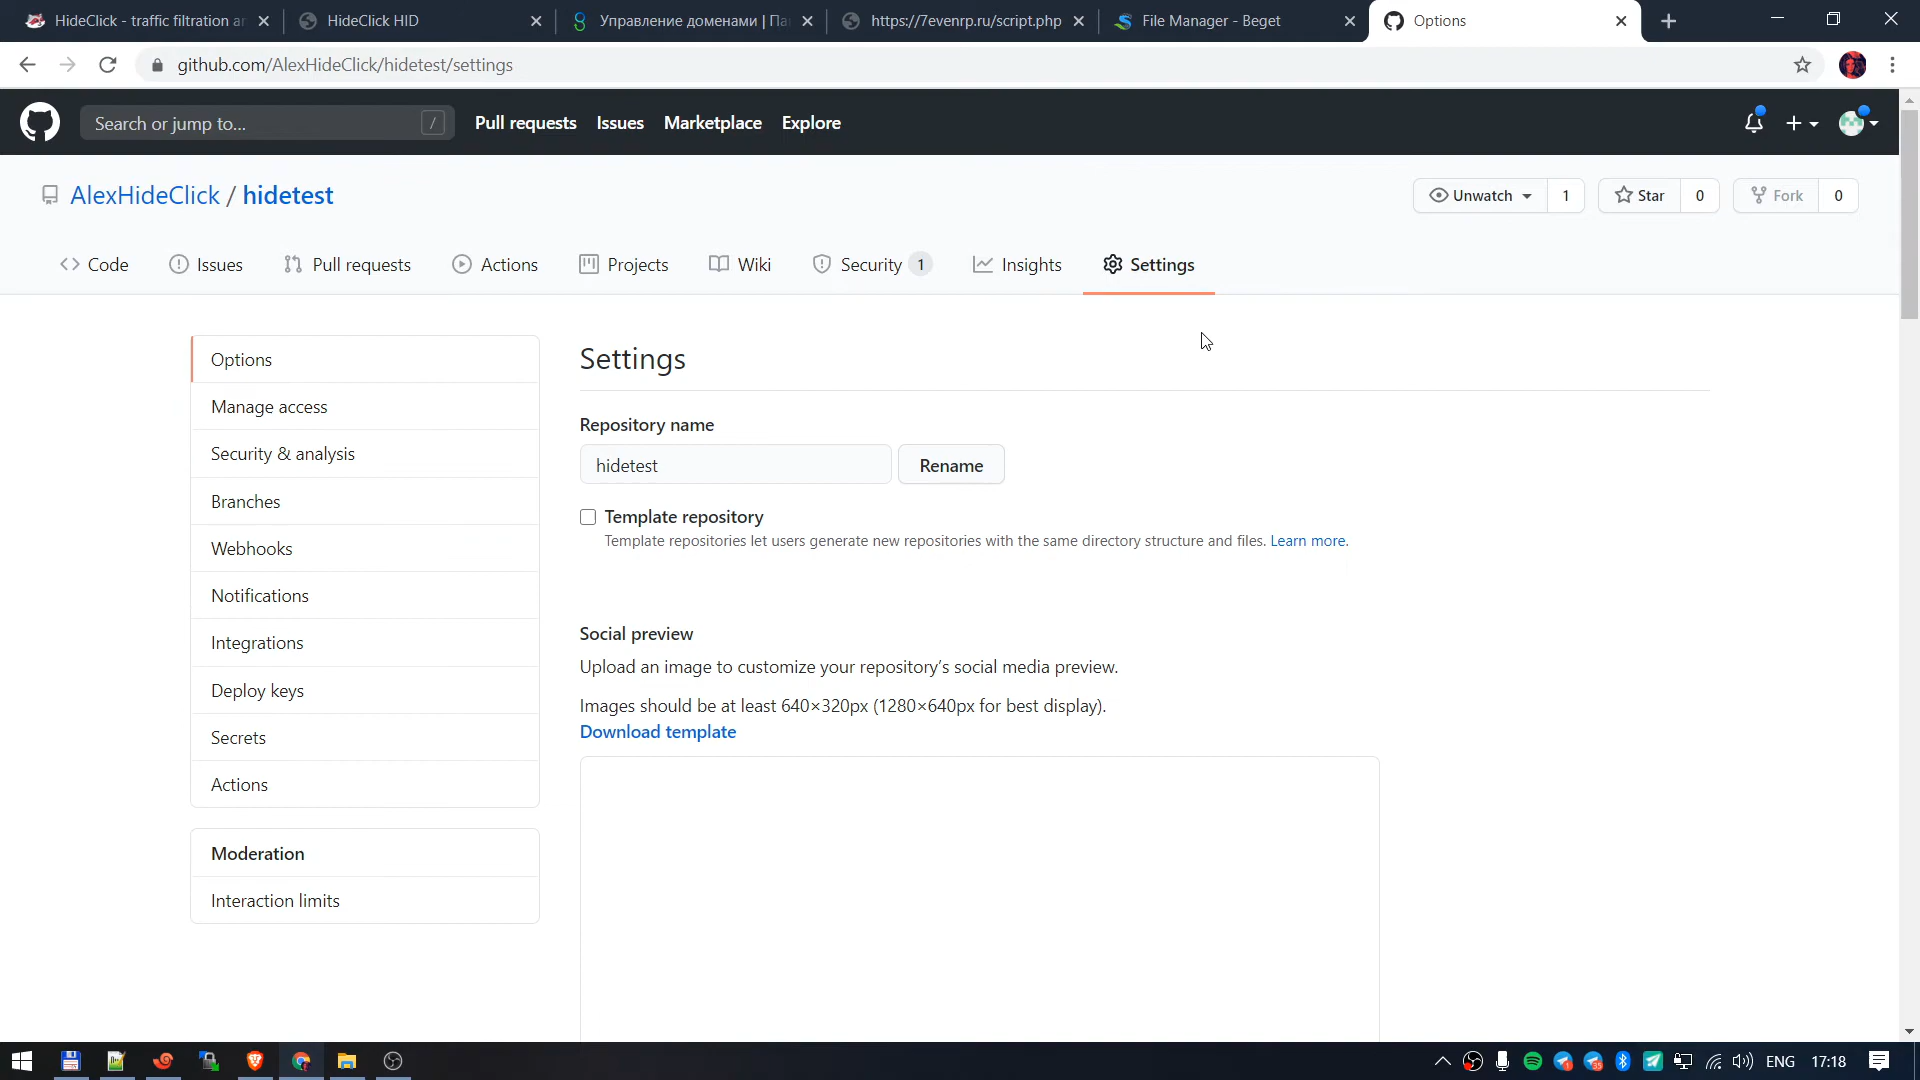 HideClick - traffic filtration ar
HideClick HID
Управление доменами | Па
https://7evenrp.ru/script.php
File Manager - Beget
Options
github.com/AlexHideClick/hidetest/settings
Search or jump to...
/
Pull requests
Issues
Marketplace
Explore
AlexHideClick / hidetest
Unwatch
1
Star
0
Fork
0
Code
Issues
Pull requests
Actions
Projects
Wiki
Security 1
Insights
Settings
Options
Manage access
Security & analysis
Branches
Webhooks
Notifications
Integrations
Deploy keys
Secrets
Actions
Moderation
Interaction limits
Settings
Repository name
hidetest
Rename
Template repository
Template repositories let users generate new repositories with the same directory structure and files. Learn more.
Social preview
Upload an image to customize your repository’s social media preview.
Images should be at least 640×320px (1280×640px for best display).
Download template
ENG
17:18